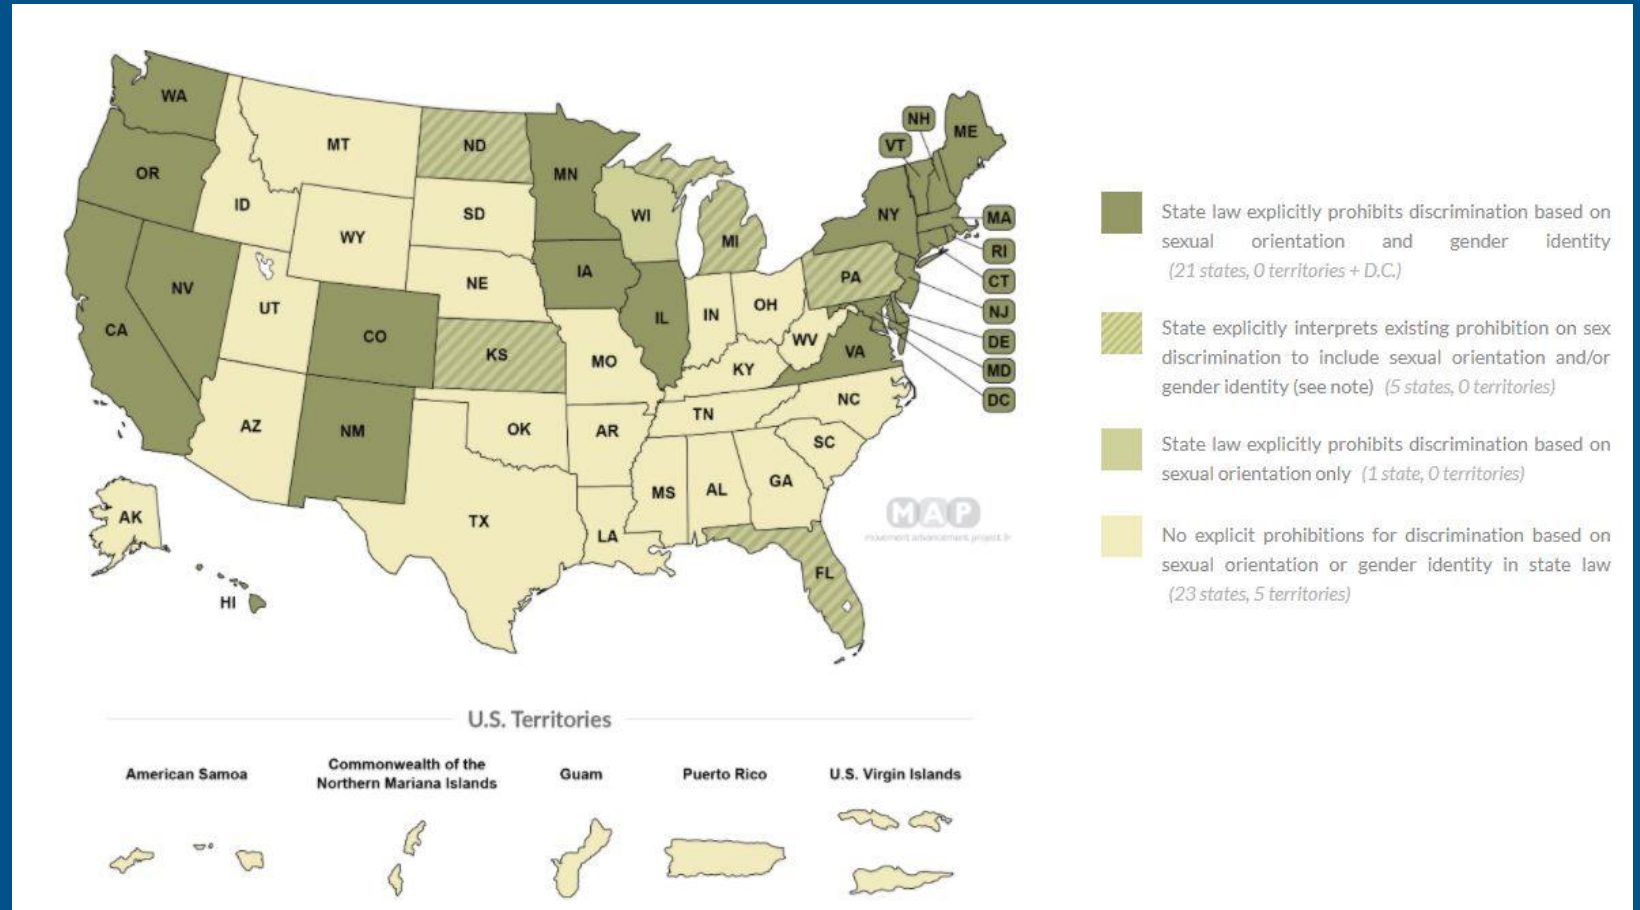 WA
OR
CA
NV
ID
MT
WY
UT
CO
AZ
NM
ND
SD
NE
KS
OK
TX
MN
IA
MO
AR
LA
WI
IL
MI
IN
OH
KY
TN
MS
AL
GA
FL
SC
NC
VA
WV
PA
NY
VT
NH
ME
MA
RI
CT
NJ
DE
MD
DC
AK
HI
MAP
movement advancement project
State law explicitly prohibits discrimination based on
sexual orientation and gender identity
(21 states, 0 territories + D.C.)
State explicitly interprets existing prohibition on sex
discrimination to include sexual orientation and/or
gender identity (see note) (5 states, 0 territories)
State law explicitly prohibits discrimination based on
sexual orientation only (1 state, 0 territories)
No explicit prohibitions for discrimination based on
sexual orientation or gender identity in state law
(23 states, 5 territories)
U.S. Territories
American Samoa
Commonwealth of the
Northern Mariana Islands
Guam
Puerto Rico
U.S. Virgin Islands